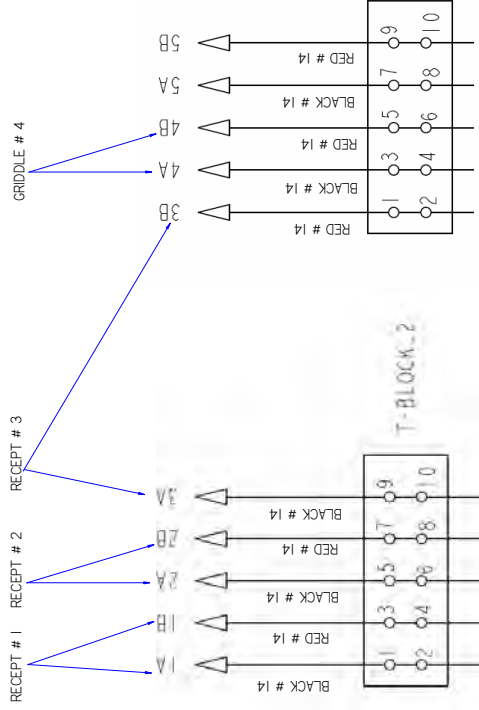 GRIDDLE # 4
5B
5A
4B
4A
3B
RED # 14
BLACK # 14
RED # 14
BLACK # 14
RED # 14
9 10
7 8
5 6
3 4
1 2
RECEPT # 3
RECEPT # 2
RECEPT # 1
3A
2B
2A
1B
1A
BLACK # 14
RED # 14
BLACK # 14
RED # 14
BLACK # 14
9 10
7 8
5 6
3 4
1 2
T-BLOCK_2